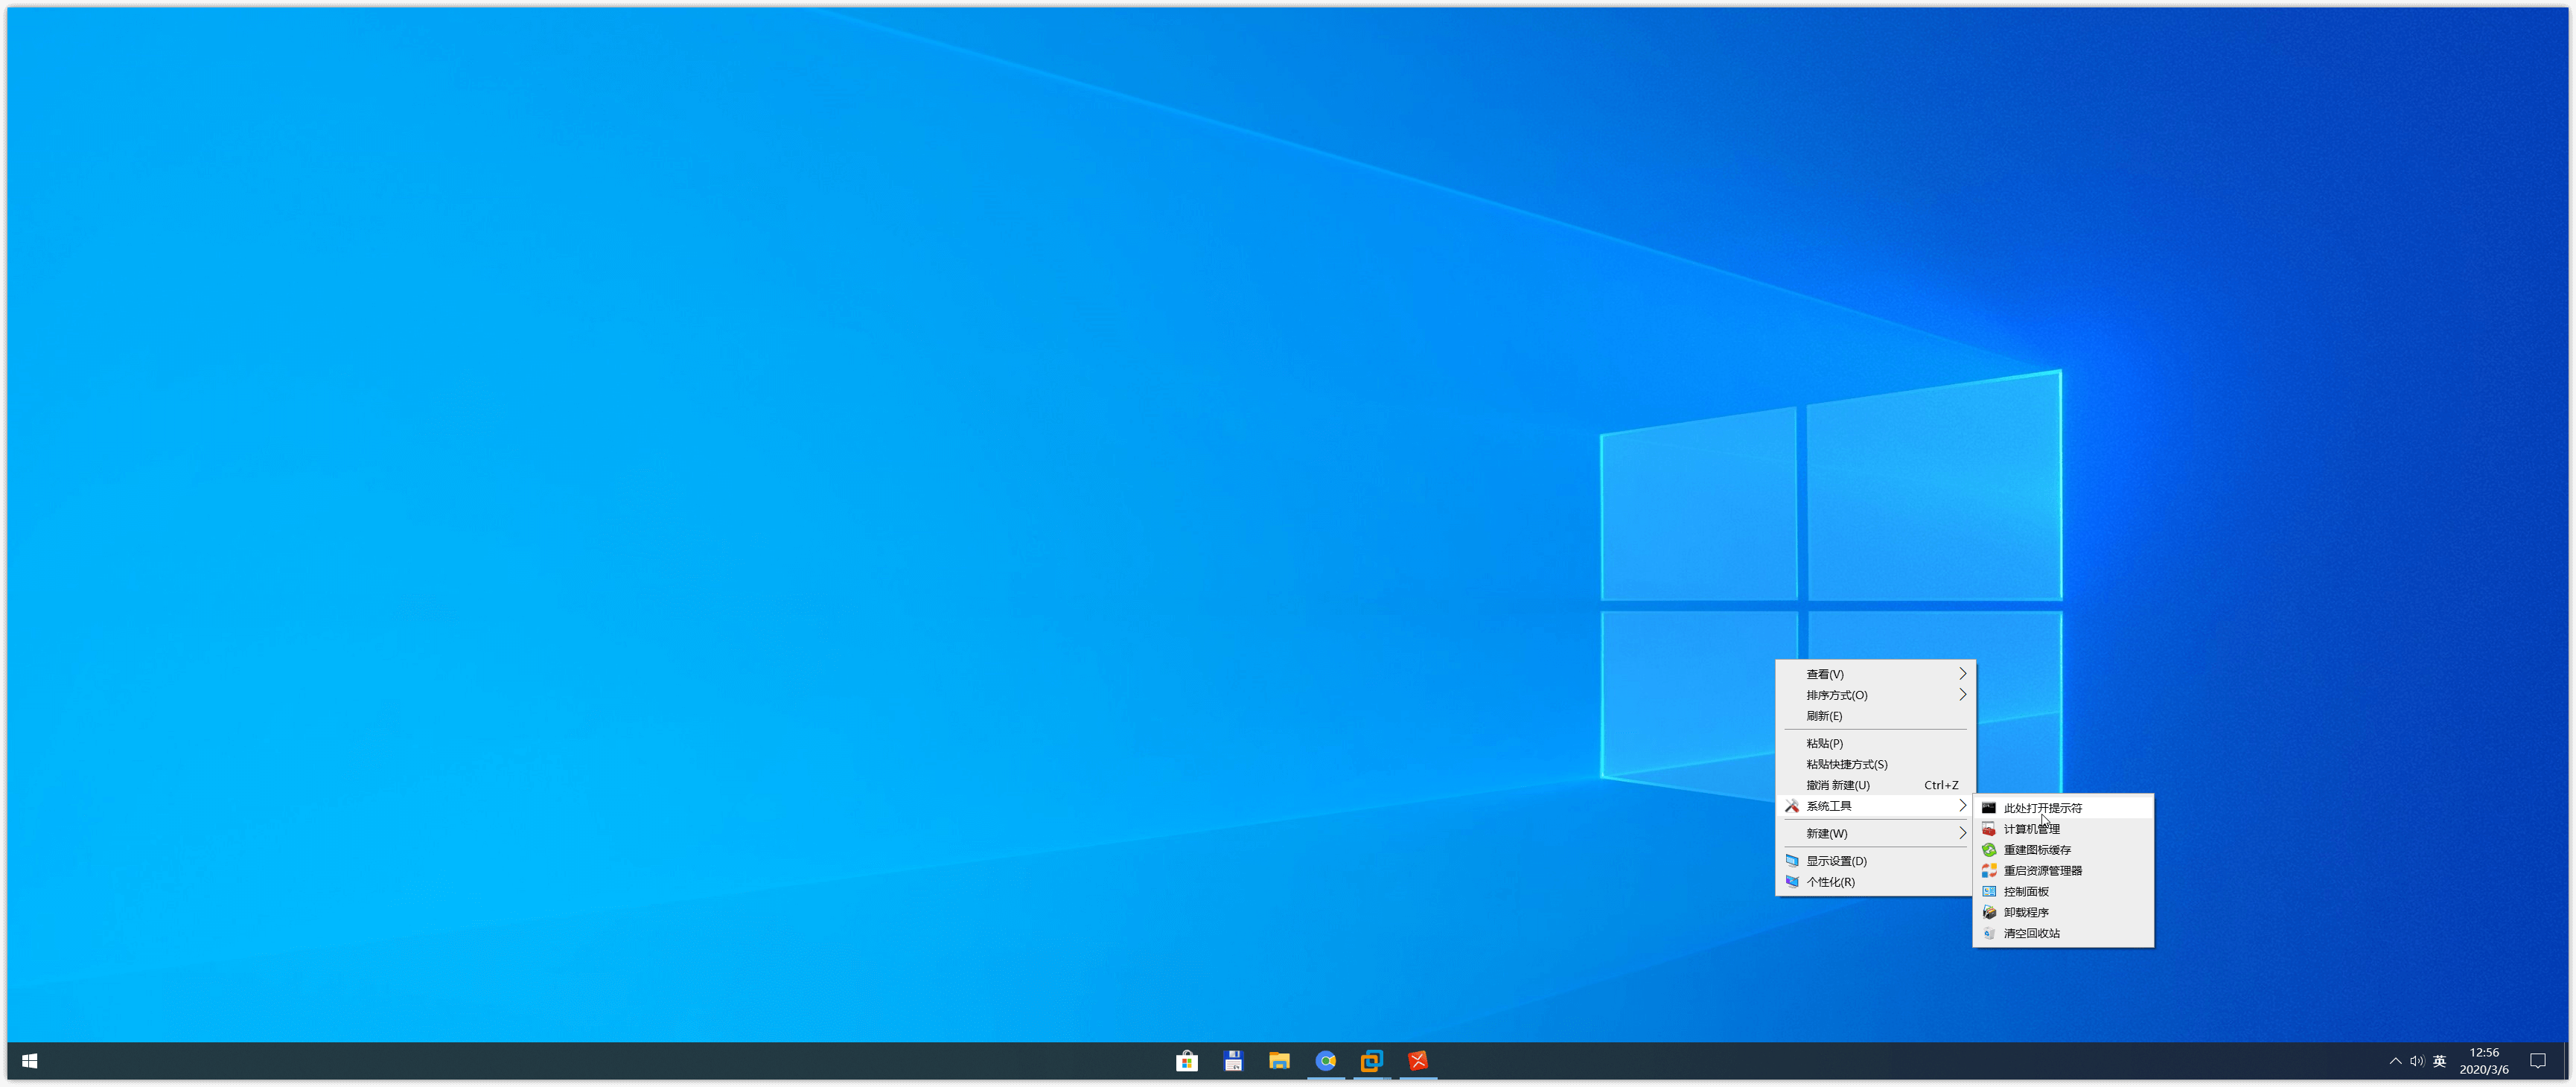 查看(V)
排序方式(O)
刷新(E)
粘贴(P)
粘贴快捷方式(S)
撤消 新建(U) Ctrl+Z
系统工具
新建(W)
显示设置(D)
个性化(R)
此处打开提示符
计算机管理
重建图标缓存
重启资源管理器
控制面板
卸载程序
清空回收站
英
12:56
2020/3/6